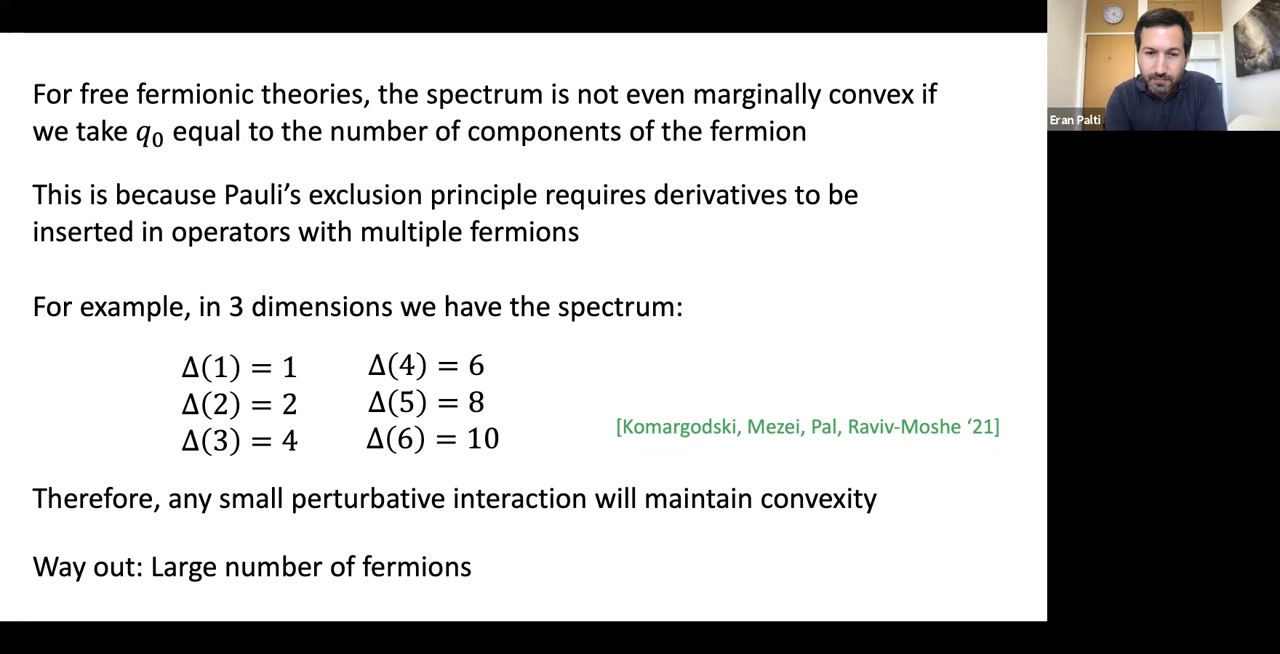 For free fermionic theories, the spectrum is not even marginally convex if
we take q₀ equal to the number of components of the fermion
This is because Pauli’s exclusion principle requires derivatives to be
inserted in operators with multiple fermions
For example, in 3 dimensions we have the spectrum:
Δ(1) = 1 Δ(4) = 6
Δ(2) = 2 Δ(5) = 8
Δ(3) = 4 Δ(6) = 10
[Komargodski, Mezei, Pal, Raviv-Moshe ‘21]
Therefore, any small perturbative interaction will maintain convexity
Way out: Large number of fermions
Eran Palti